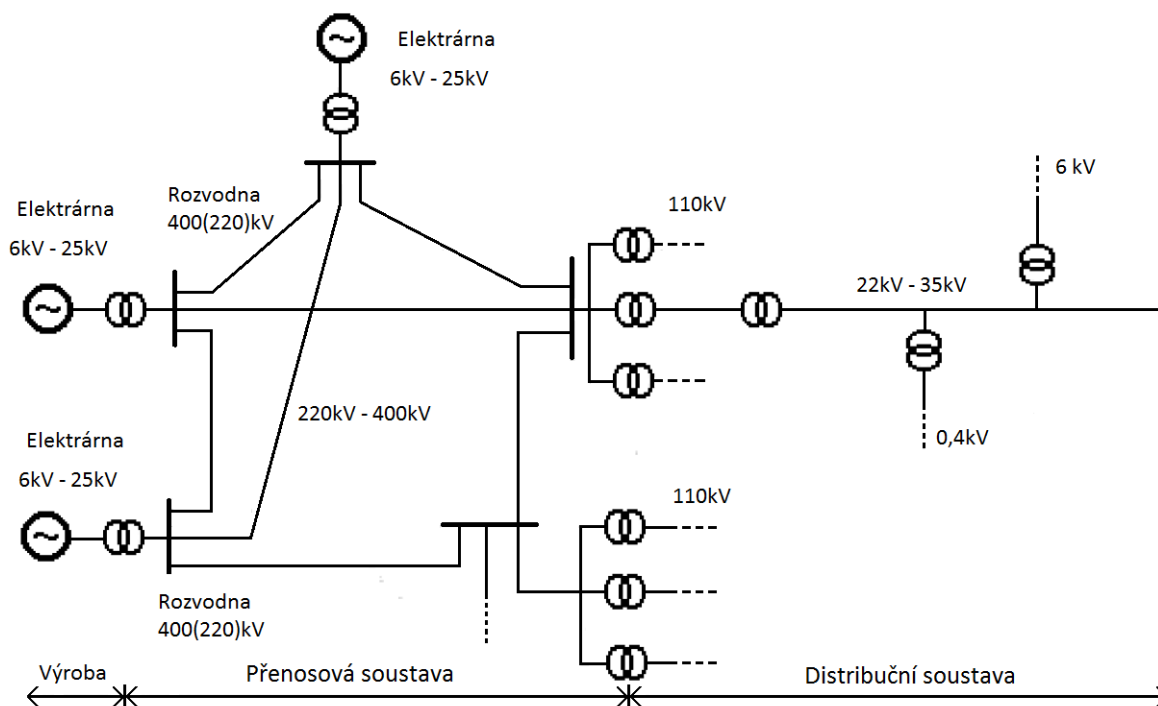 Elektrárna
6kV - 25kV
Rozvodna
400(220)kV
Elektrárna
6kV - 25kV
110kV
6 kV
22kV - 35kV
220kV - 400kV
0,4kV
Elektrárna
6kV - 25kV
110kV
Rozvodna
400(220)kV
Výroba
Přenosová soustava
Distribuční soustava